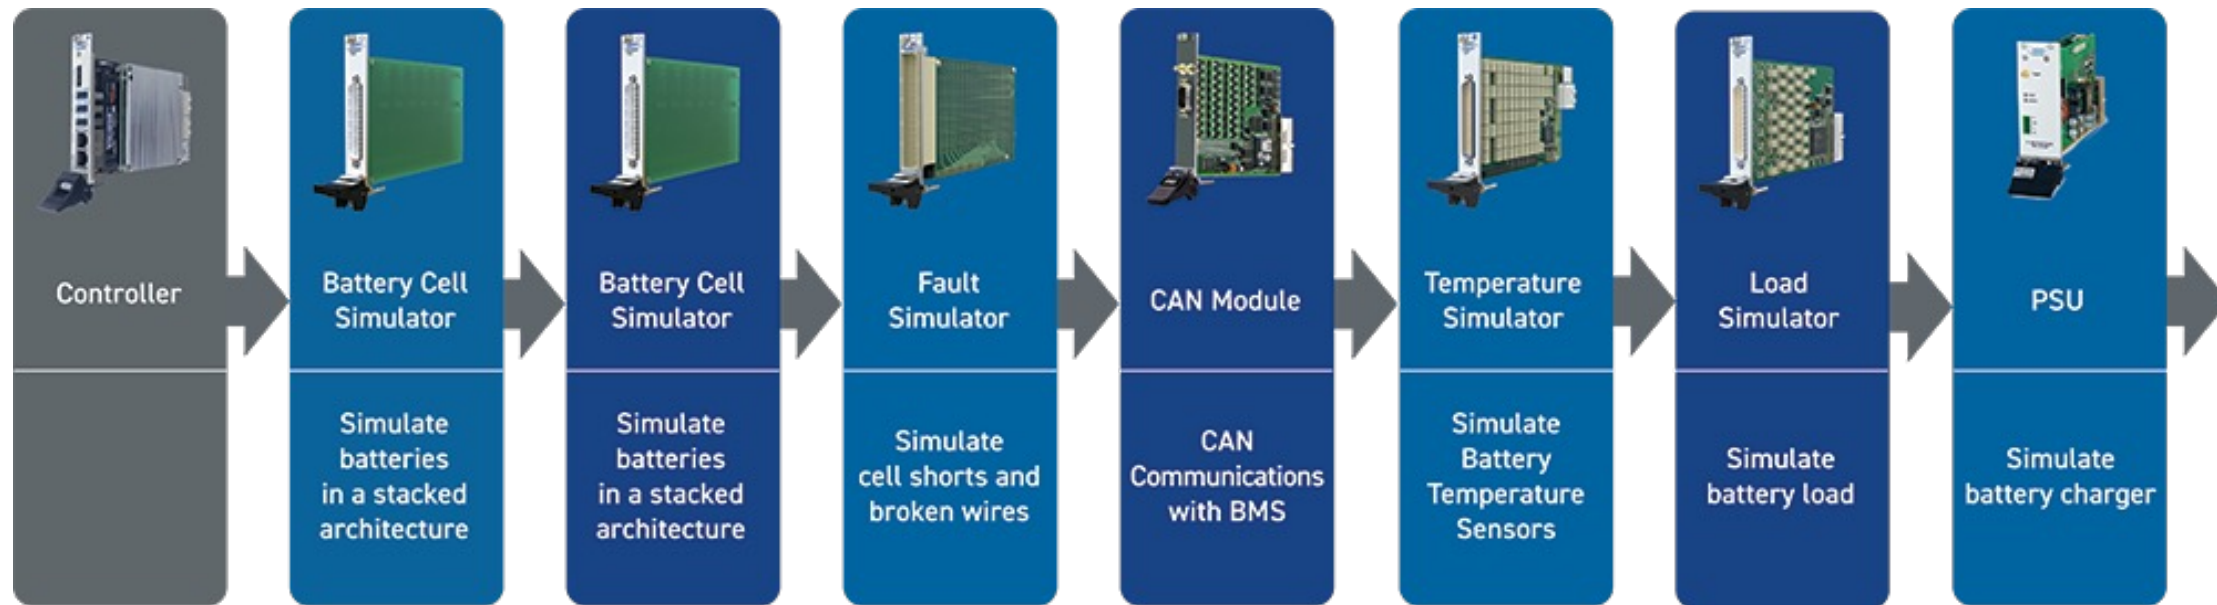 Controller
Battery Cell
Simulator
Simulate
batteries
in a stacked
architecture
Battery Cell
Simulator
Simulate
batteries
in a stacked
architecture
Fault
Simulator
Simulate
cell shorts and
broken wires
CAN Module
CAN
Communications
with BMS
Temperature
Simulator
Simulate
Battery
Temperature
Sensors
Load
Simulator
Simulate
battery load
PSU
Simulate
battery charger